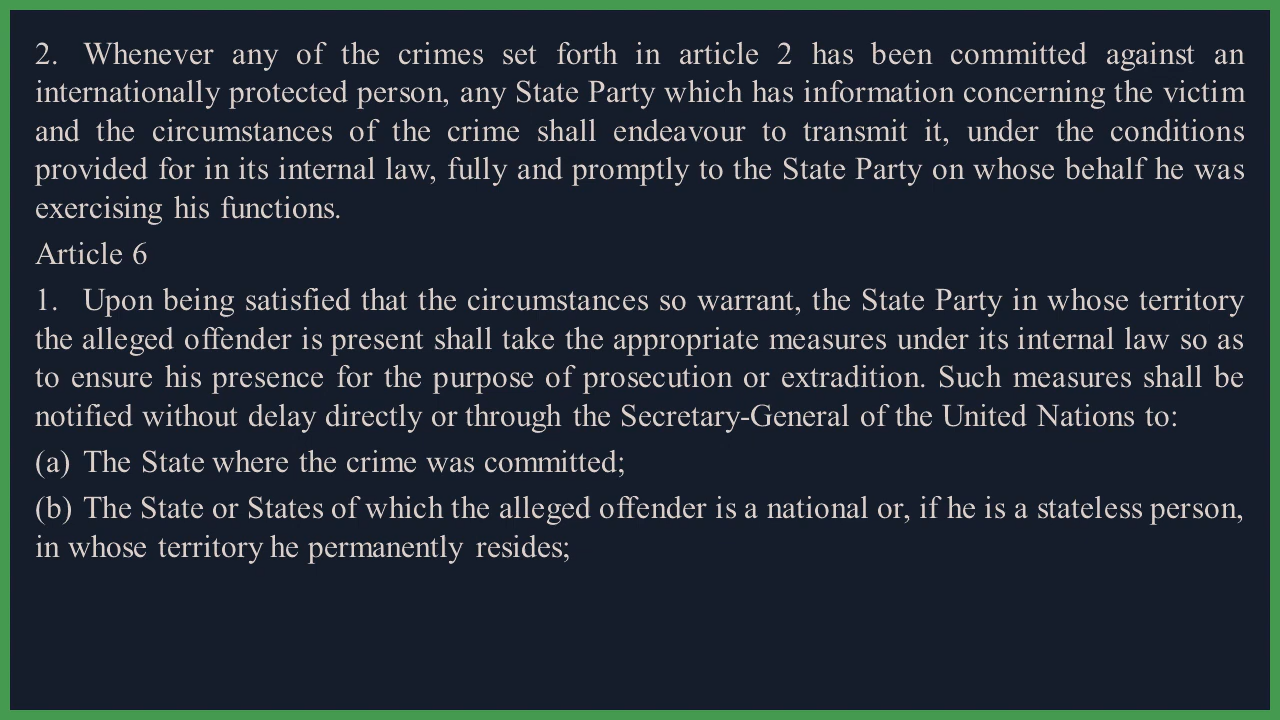 2. Whenever any of the crimes set forth in article 2 has been committed against an
internationally protected person, any State Party which has information concerning the victim
and the circumstances of the crime shall endeavour to transmit it, under the conditions
provided for in its internal law, fully and promptly to the State Party on whose behalf he was
exercising his functions.
Article 6
1. Upon being satisfied that the circumstances so warrant, the State Party in whose territory
the alleged offender is present shall take the appropriate measures under its internal law so as
to ensure his presence for the purpose of prosecution or extradition. Such measures shall be
notified without delay directly or through the Secretary-General of the United Nations to:
(a) The State where the crime was committed;
(b) The State or States of which the alleged offender is a national or, if he is a stateless person,
in whose territory he permanently resides;